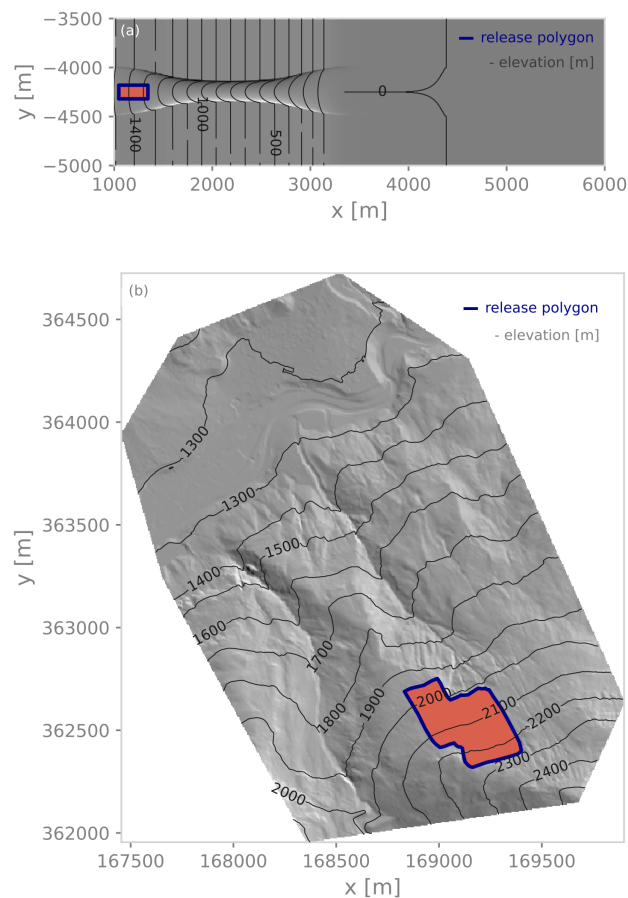 −3500
(a)
release polygon
−4000
- elevation [m]
y [m]
0
−4500
1400
1000
500
−5000
1000 2000 3000 4000 5000 6000
x [m]
(b)
364500
release polygon
- elevation [m]
364000
1300
363500
1300
1500
y [m]
1400
363000
1600
1700
1900
2000
362500
1800
2100
2200
2300
2400
2000
362000
167500 168000 168500 169000 169500
x [m]